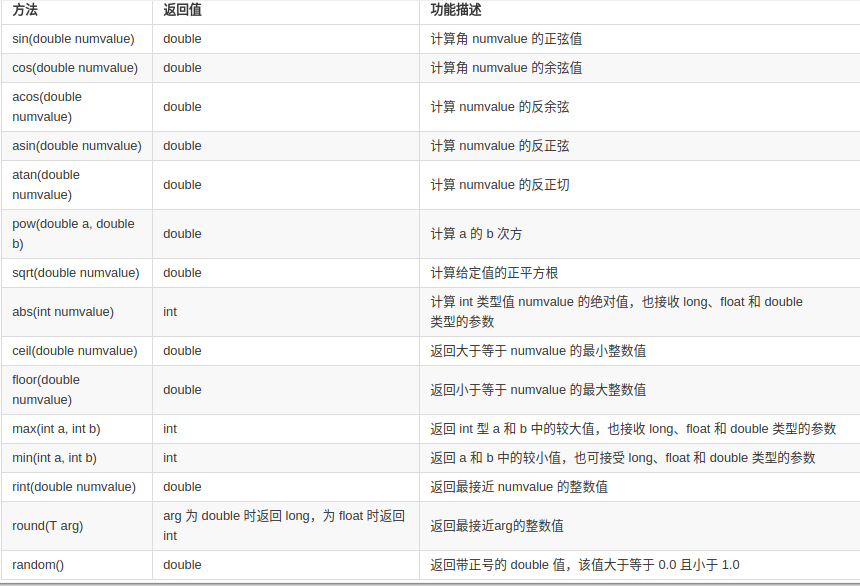 方法 返回值 功能描述
sin(double numvalue) double 计算角 numvalue 的正弦值
cos(double numvalue) double 计算角 numvalue 的余弦值
acos(double
numvalue) double 计算 numvalue 的反余弦
asin(double numvalue) double 计算 numvalue 的反正弦
atan(double
numvalue) double 计算 numvalue 的反正切
pow(double a, double
b) double 计算 a 的 b 次方
sqrt(double numvalue) double 计算给定值的正平方根
abs(int numvalue) int 计算 int 类型值 numvalue 的绝对值，也接收 long、float 和 double
类型的参数
ceil(double numvalue) double 返回大于等于 numvalue 的最小整数值
floor(double
numvalue) double 返回小于等于 numvalue 的最大整数值
max(int a, int b) int 返回 int 型 a 和 b 中的较大值，也接收 long、float 和 double 类型的参数
min(int a, int b) int 返回 a 和 b 中的较小值，也可接受 long、float 和 double 类型的参数
rint(double numvalue) double 返回最接近 numvalue 的整数值
round(T arg) arg 为 double 时返回 long，为 float 时返回
int 返回最接近arg的整数值
random() double 返回带正号的 double 值，该值大于等于 0.0 且小于 1.0